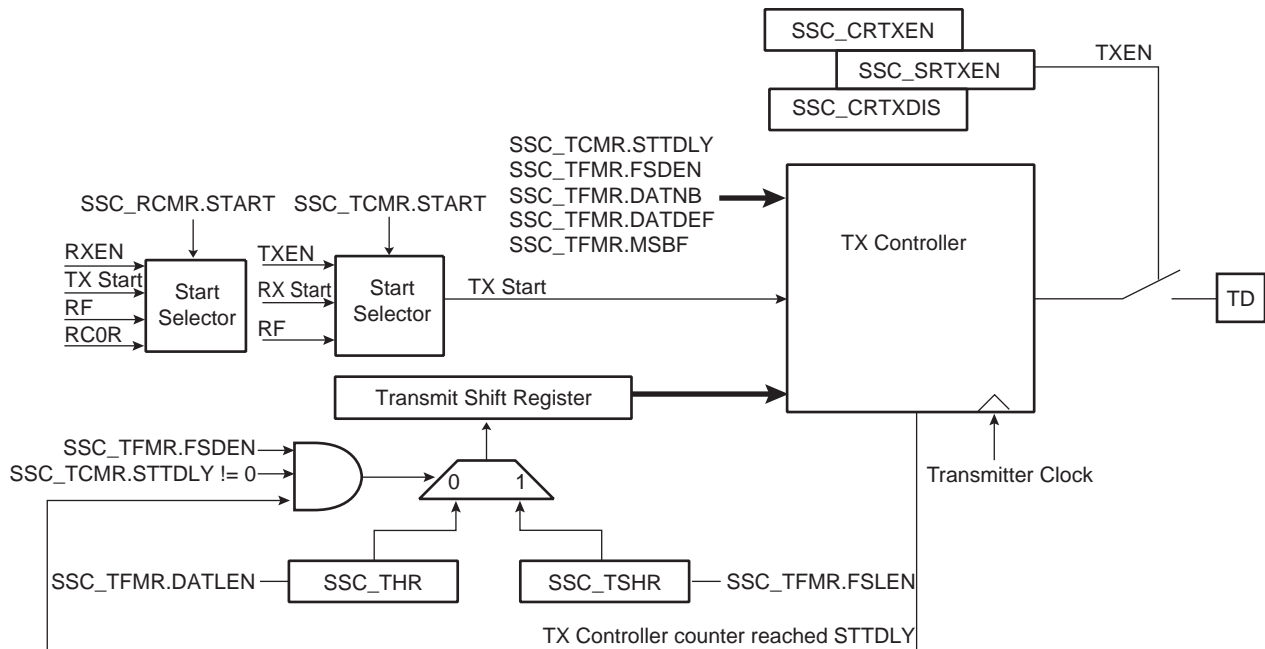 SSC_CRTXEN
SSC_SRTXEN
TXEN
SSC_CRTXDIS
SSC_TCMR.STTDLY
SSC_TFMR.FSDEN
SSC_TFMR.DATNB
SSC_TFMR.DATDEF
SSC_TFMR.MSBF
SSC_RCMR.START
SSC_TCMR.START
TX Controller
RXEN
TX Start
RF
RC0R
Start
Selector
TXEN
RX Start
RF
Start
Selector
TX Start
TD
Transmit Shift Register
SSC_TFMR.FSDEN
SSC_TCMR.STTDLY != 0
0
1
Transmitter Clock
SSC_TFMR.DATLEN
SSC_THR
SSC_TSHR
SSC_TFMR.FSLEN
TX Controller counter reached STTDLY